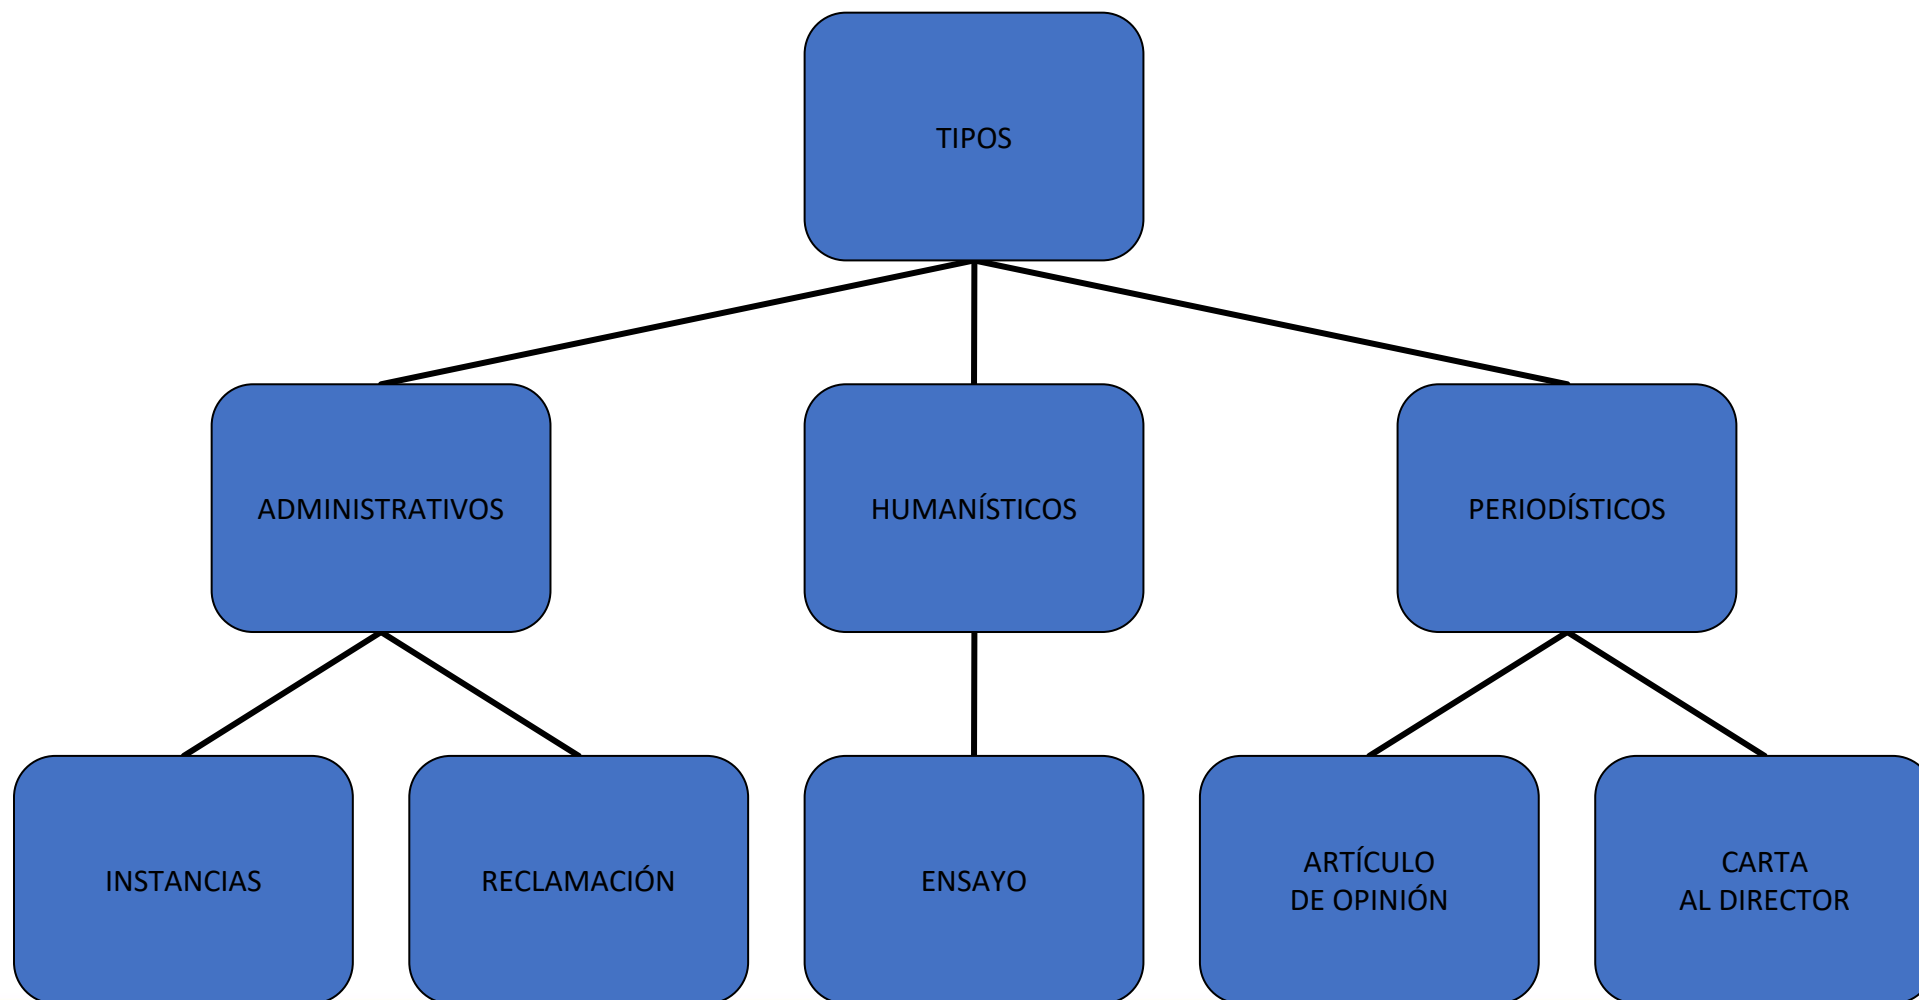 TIPOS
ADMINISTRATIVOS
HUMANÍSTICOS
PERIODÍSTICOS
INSTANCIAS
RECLAMACIÓN
ENSAYO
ARTÍCULO
DE OPINIÓN
CARTA
AL DIRECTOR